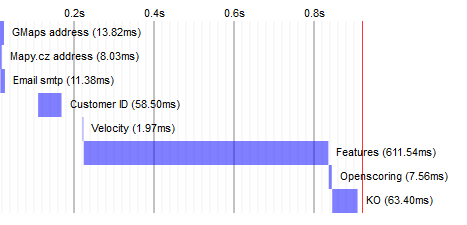 0.2s 0.4s 0.6s 0.8s
GMaps address (13.82ms)
Mapy.cz address (8.03ms)
Email smtp (11.38ms)
Customer ID (58.50ms)
Velocity (1.97ms)
Features (611.54ms)
Openscoring (7.56ms)
KO (63.40ms)